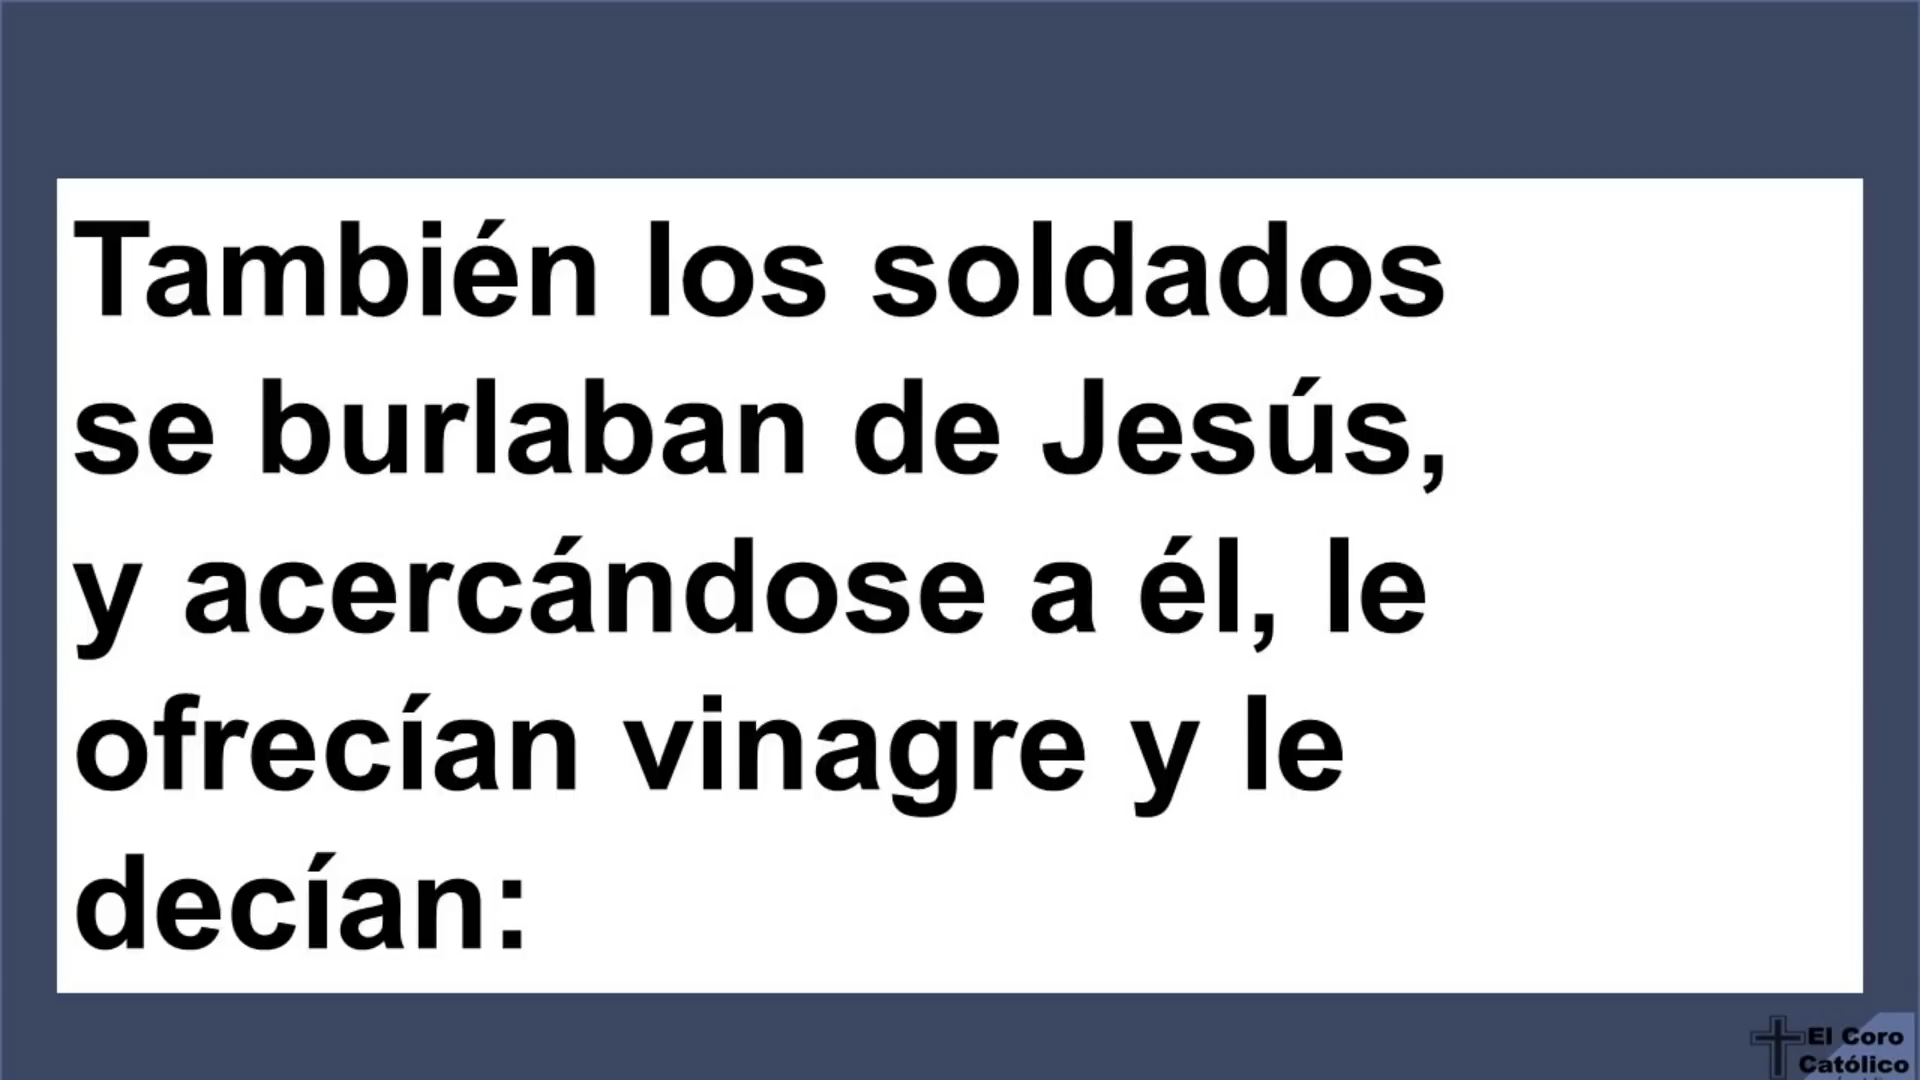 También los soldados
se burlaban de Jesús,
y acercándose a él, le
ofrecían vinagre y le
decían:
El Coro
Católico